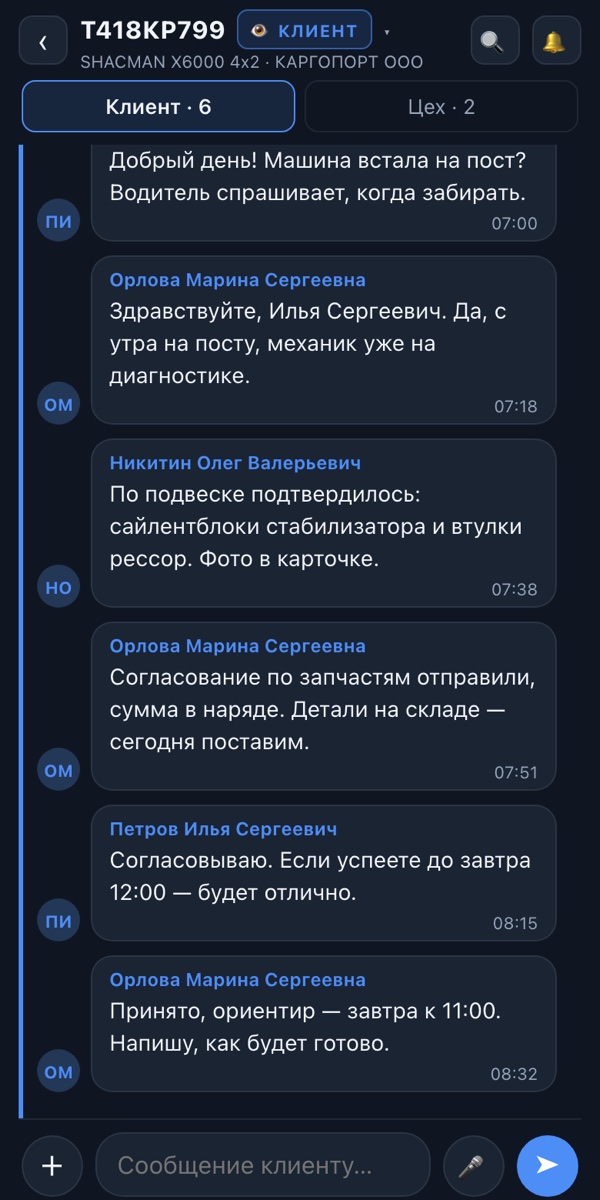 ‹ Т418КР799 КЛИЕНТ ▾
SHACMAN X6000 4x2 · КАРГОПОРТ ООО
Клиент · 6 Цех · 2
Добрый день! Машина встала на пост?
Водитель спрашивает, когда забирать.
ПИ 07:00
Орлова Марина Сергеевна
Здравствуйте, Илья Сергеевич. Да, с
утра на посту, механик уже на
диагностике.
ОМ 07:18
Никитин Олег Валерьевич
По подвеске подтвердилось:
сайлентблоки стабилизатора и втулки
рессор. Фото в карточке.
НО 07:38
Орлова Марина Сергеевна
Согласование по запчастям отправили,
сумма в наряде. Детали на складе —
сегодня поставим.
ОМ 07:51
Петров Илья Сергеевич
Согласовываю. Если успеете до завтра
12:00 — будет отлично.
ПИ 08:15
Орлова Марина Сергеевна
Принято, ориентир — завтра к 11:00.
Напишу, как будет готово.
ОМ 08:32
+ Сообщение клиенту...